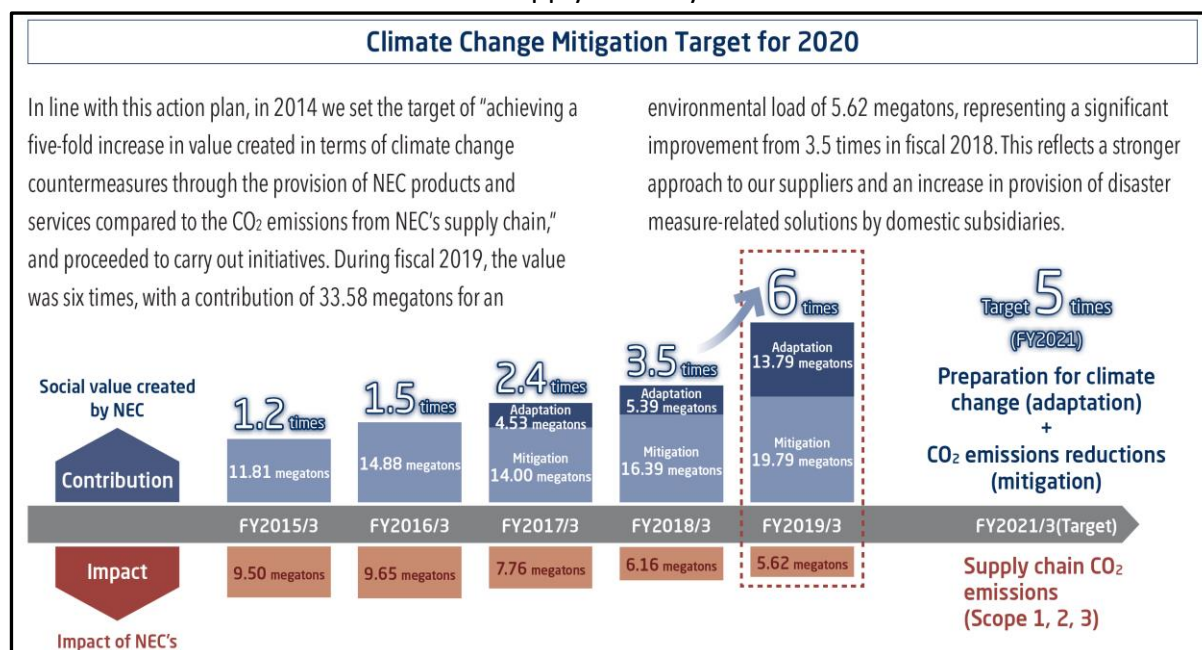 Climate Change Mitigation Target for 2020
In line with this action plan, in 2014 we set the target of "achieving a
five-fold increase in value created in terms of climate change
countermeasures through the provision of NEC products and
services compared to the CO₂ emissions from NEC's supply chain,"
and proceeded to carry out initiatives. During fiscal 2019, the value
was six times, with a contribution of 33.58 megatons for an
environmental load of 5.62 megatons, representing a significant
improvement from 3.5 times in fiscal 2018. This reflects a stronger
approach to our suppliers and an increase in provision of disaster
measure-related solutions by domestic subsidiaries.
Social value created
by NEC
Contribution
1.2 times
11.81 megatons
1.5 times
14.88 megatons
2.4 times
Adaptation
4.53 megatons
Mitigation
14.00 megatons
3.5 times
Adaptation
5.39 megatons
Mitigation
16.39 megatons
6 times
Adaptation
13.79 megatons
Mitigation
19.79 megatons
Target 5 times
(FY2021)
Preparation for climate
change (adaptation)
+
CO₂ emissions reductions
(mitigation)
FY2015/3
FY2016/3
FY2017/3
FY2018/3
FY2019/3
FY2021/3(Target)
Impact
9.50 megatons
9.65 megatons
7.76 megatons
6.16 megatons
5.62 megatons
Supply chain CO₂
emissions
(Scope 1, 2, 3)
Impact of NEC's